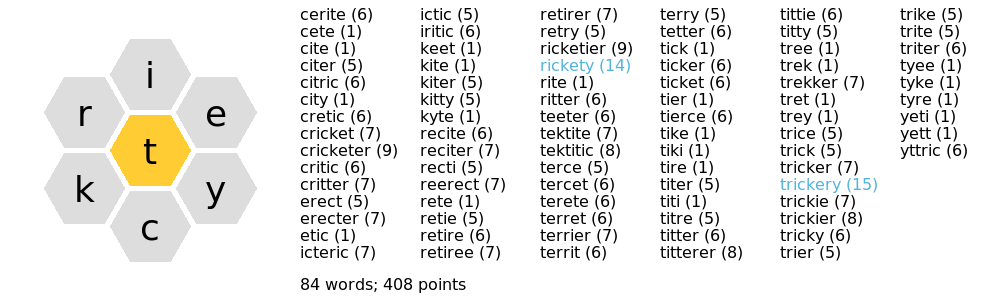 i
r
e
t
k
y
c
cerite (6)
cete (1)
cite (1)
citer (5)
citric (6)
city (1)
cretic (6)
cricket (7)
cricketer (9)
critic (6)
critter (7)
erect (5)
erecter (7)
etic (1)
icteric (7)
ictic (5)
iritic (6)
keet (1)
kite (1)
kiter (5)
kitty (5)
kyte (1)
recite (6)
reciter (7)
recti (5)
reerect (7)
rete (1)
retie (5)
retire (6)
retiree (7)
retirer (7)
retry (5)
ricketier (9)
rickety (14)
rite (1)
ritter (6)
teeter (6)
tektite (7)
tektitic (8)
terce (5)
tercet (6)
terete (6)
terret (6)
terrier (7)
territ (6)
terry (5)
tetter (6)
tick (1)
ticker (6)
ticket (6)
tier (1)
tierce (6)
tike (1)
tiki (1)
tire (1)
titer (5)
titi (1)
titre (5)
titter (6)
titterer (8)
tittie (6)
titty (5)
tree (1)
trek (1)
trekker (7)
tret (1)
trey (1)
trice (5)
trick (5)
tricker (7)
trickery (15)
trickie (7)
trickier (8)
tricky (6)
trier (5)
trike (5)
trite (5)
triter (6)
tyee (1)
tyke (1)
tyre (1)
yeti (1)
yett (1)
yttric (6)
84 words; 408 points